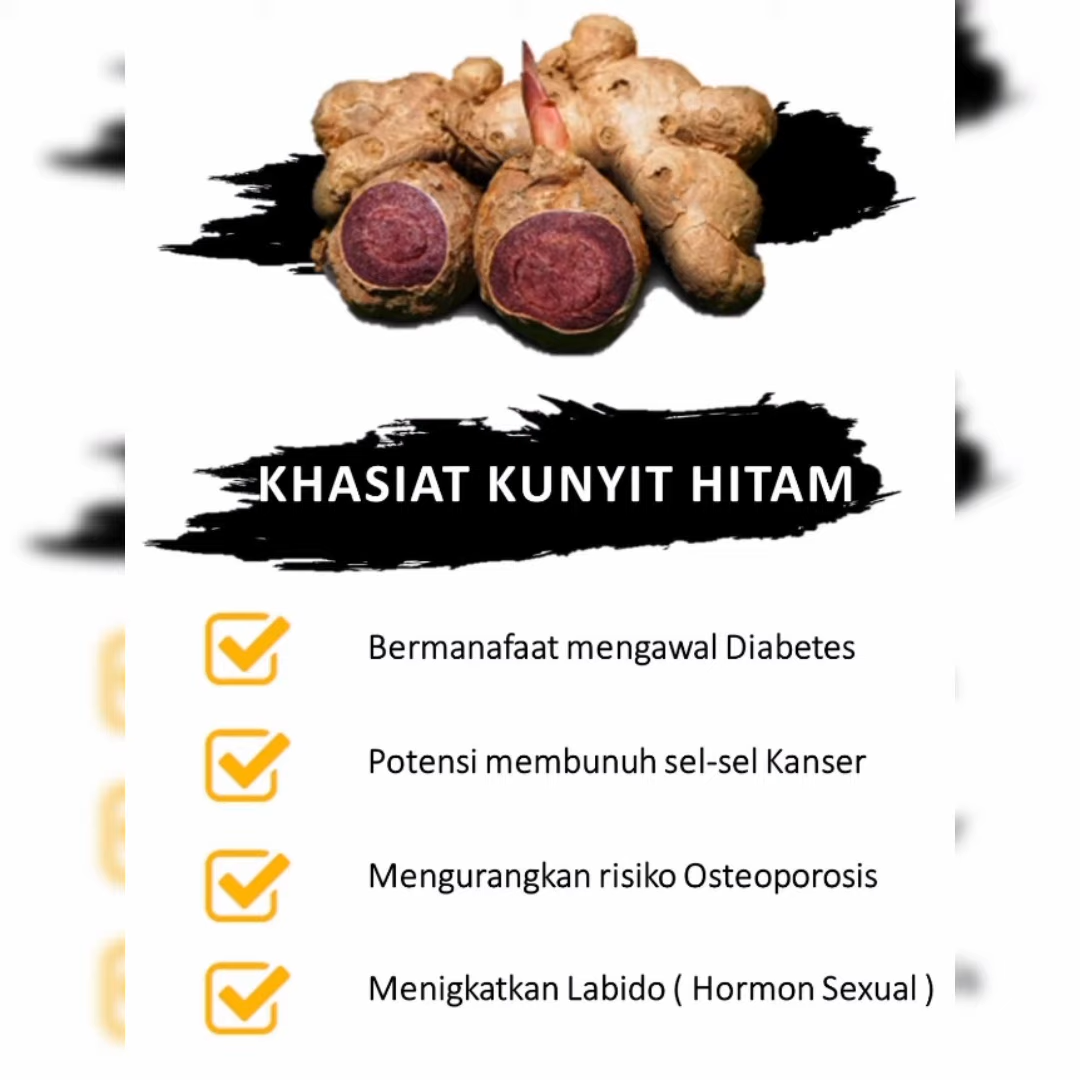 KHASIAT KUNYIT HITAM
Bermanafaat mengawal Diabetes
Potensi membunuh sel-sel Kanser
Mengurangkan risiko Osteoporosis
Menigkatkan Labido ( Hormon Sexual )